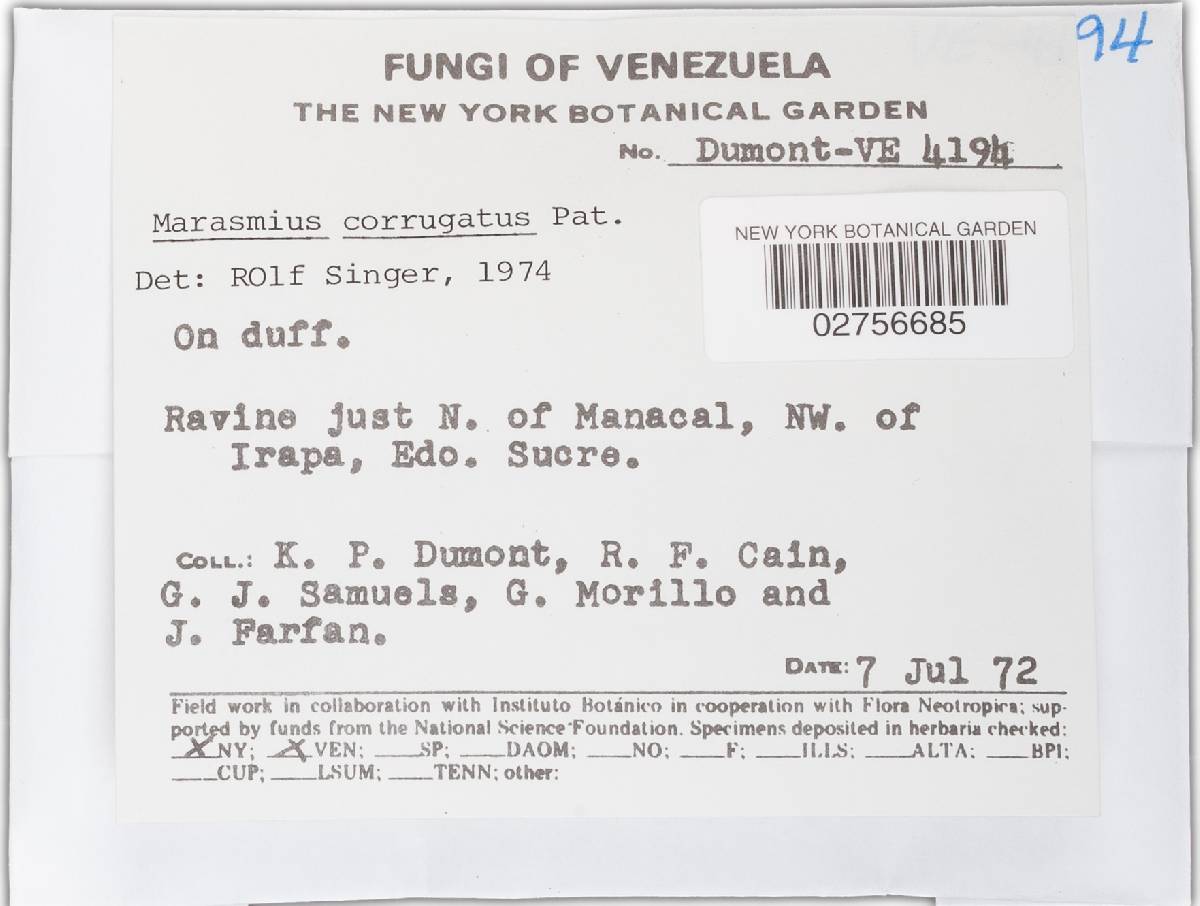 94
FUNGI OF VENEZUELA
THE NEW YORK BOTANICAL GARDEN
No. Dumont-VE 4194
Marasmius corrugatus Pat.
Det: ROlf Singer, 1974
NEW YORK BOTANICAL GARDEN
02756685
On duff.
Ravine just N. of Manacal, NW. of
Irapa, Edo. Sucre.
COLL.: K. P. Dumont, R. F. Cain,
G. J. Samuels, G. Morillo and
J. Farfan.
DATE: 7 Jul 72
Field work in collaboration with Instituto Botánico in cooperation with Flora Neotropica; sup-
ported by funds from the National Science Foundation. Specimens deposited in herbaria checked:
X NY; X VEN; ___SP; ___DAOM; ___NO; ___F; ___ILLS; ___ALTA; ___BPI;
___CUP; ___LSUM; ___TENN; other: